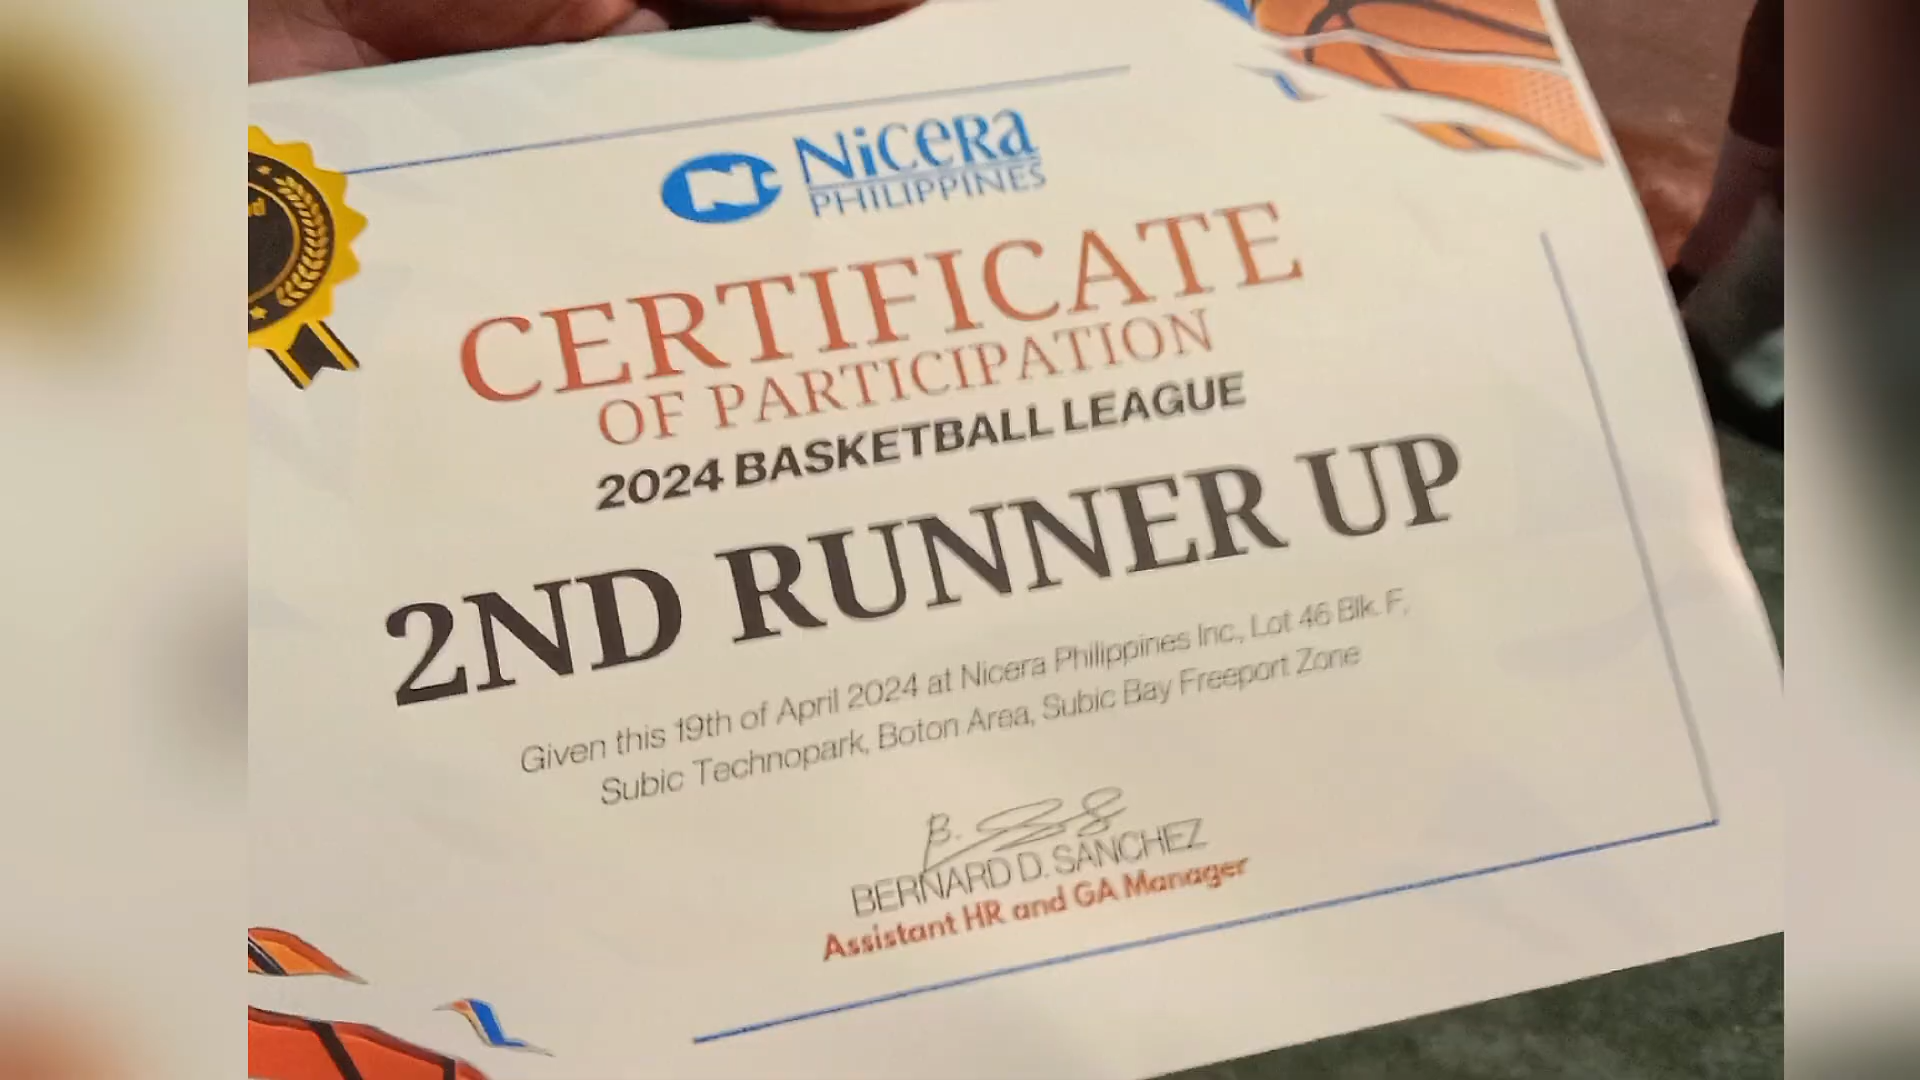 NiCERa
PHILIPPINES
CERTIFICATE
OF PARTICIPATION
2024 BASKETBALL LEAGUE
2ND RUNNER UP
Given this 19th of April 2024 at Nicera Philippines Inc., Lot 46 Blk. F,
Subic Technopark, Boton Area, Subic Bay Freeport Zone
BERNARD D. SANCHEZ
Assistant HR and GA Manager